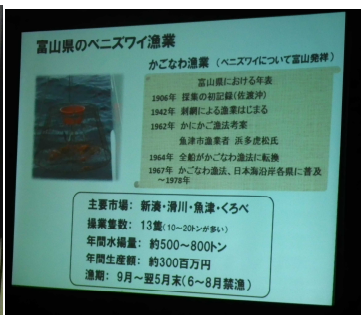 富山県のベニズワイ漁業
かごなわ漁業 (ベニズワイについて富山発祥)
富山県における年表
1906年 採集の初記録(佐渡沖)
1942年 刺網による漁業はじまる
1962年 かにかご漁法考案
魚津市漁業者 浜多虎松氏
1964年 全船がかごなわ漁法に転換
1967年 かごなわ漁法、日本海沿岸各県に普及
~1978年
主要市場: 新湊・滑川・魚津・くろべ
操業隻数: 13隻(10~20トンが多い)
年間水揚量: 約500~800トン
年間生産額: 約300百万円
漁期: 9月~翌5月末(6~8月禁漁)